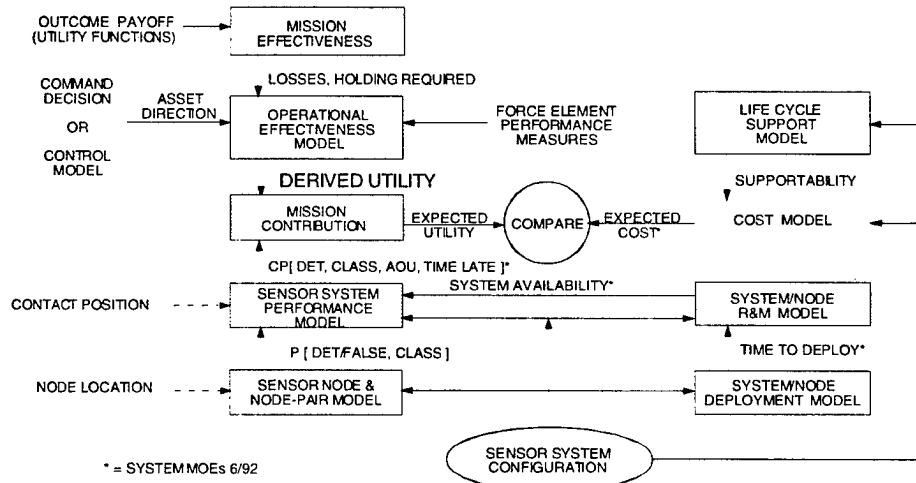 OUTCOME PAYOFF
(UTILITY FUNCTIONS)
MISSION
EFFECTIVENESS
COMMAND
DECISION
OR
CONTROL
MODEL
ASSET
DIRECTION
LOSSES, HOLDING REQUIRED
OPERATIONAL
EFFECTIVENESS
MODEL
FORCE ELEMENT
PERFORMANCE
MEASURES
LIFE CYCLE
SUPPORT
MODEL
DERIVED UTILITY
SUPPORTABILITY
MISSION
CONTRIBUTION
EXPECTED
UTILITY
COMPARE
EXPECTED
COST*
COST MODEL
CP[ DET, CLASS, AOU, TIME LATE ]*
SYSTEM AVAILABILITY*
CONTACT POSITION
SENSOR SYSTEM
PERFORMANCE
MODEL
SYSTEM/NODE
R&M MODEL
P [ DET/FALSE, CLASS ]
TIME TO DEPLOY*
NODE LOCATION
SENSOR NODE &
NODE-PAIR MODEL
SYSTEM/NODE
DEPLOYMENT MODEL
SENSOR SYSTEM
CONFIGURATION
* = SYSTEM MOEs 6/92